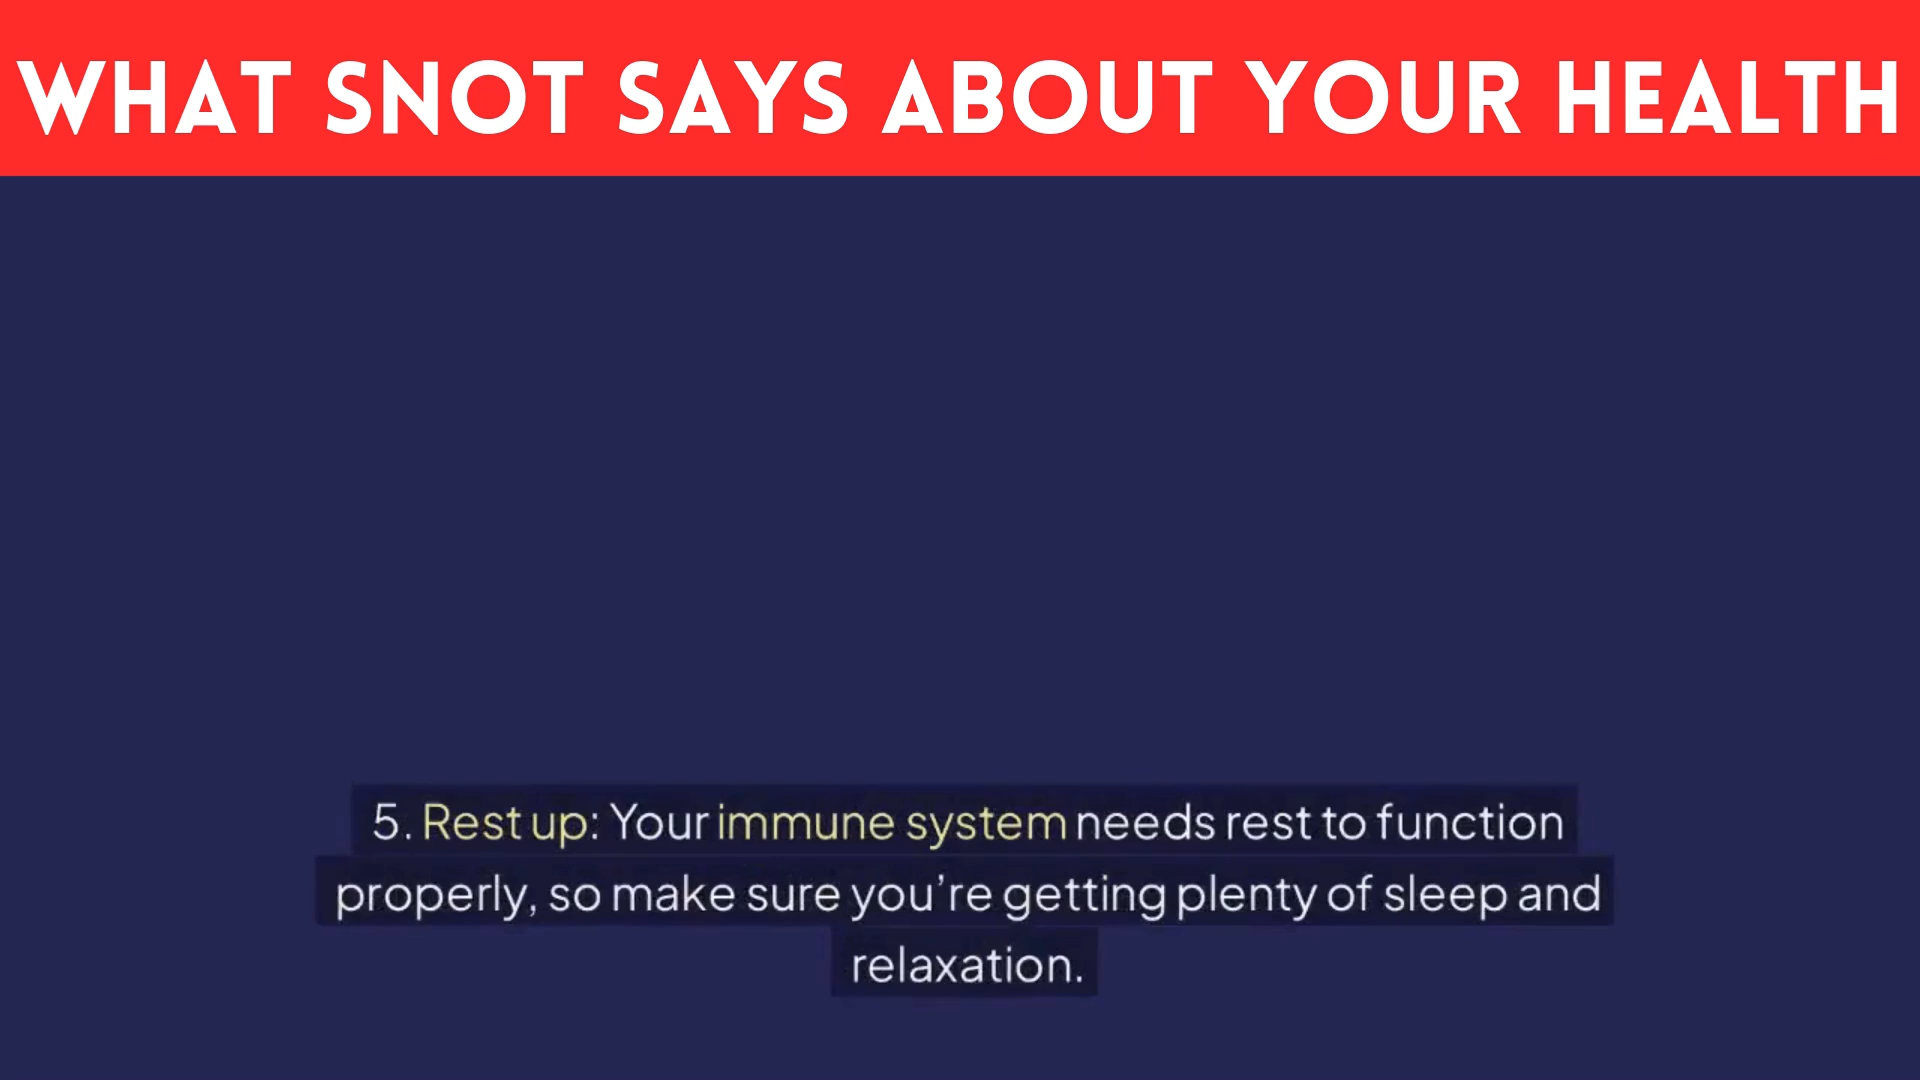 WHAT SNOT SAYS ABOUT YOUR HEALTH
5. Rest up: Your immune system needs rest to function
properly, so make sure you’re getting plenty of sleep and
relaxation.